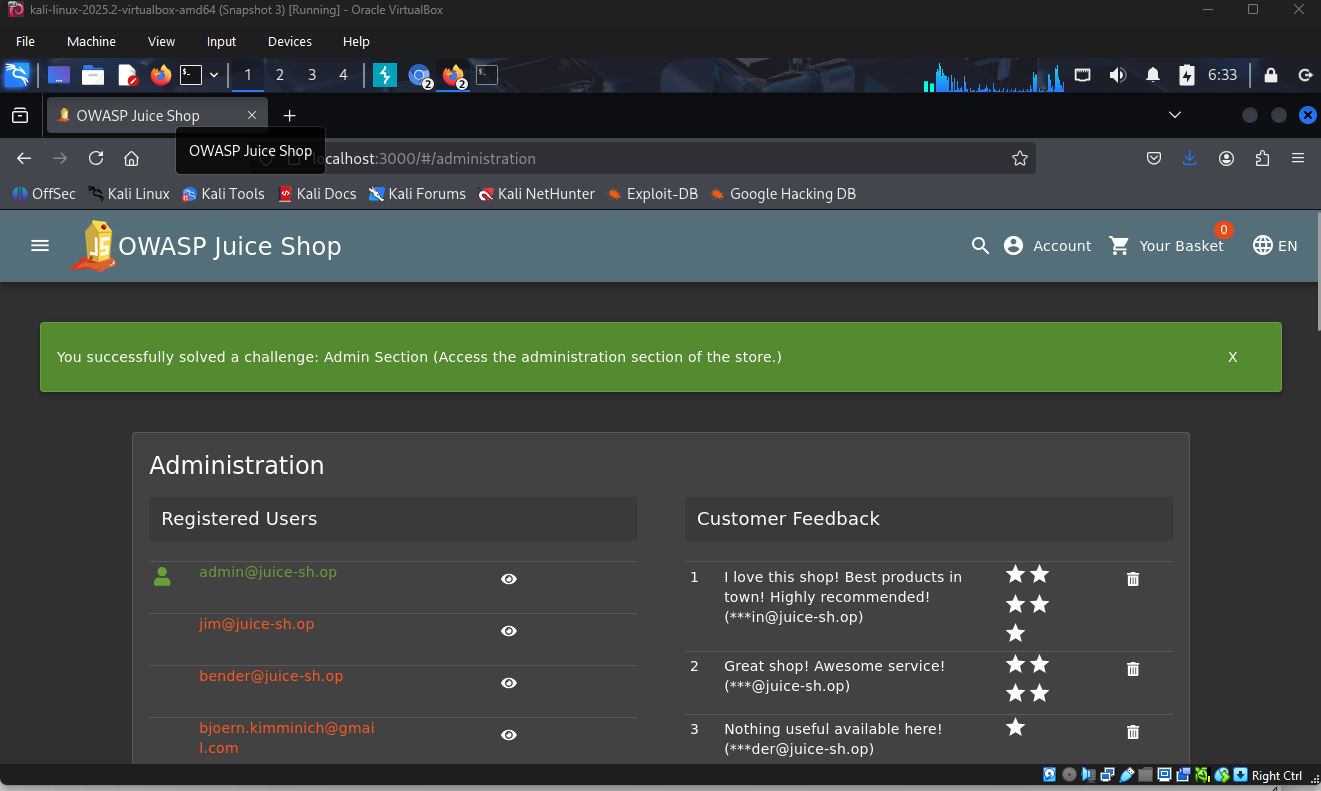 kali-linux-2025.2-virtualbox-amd64 (Snapshot 3) [Running] - Oracle VirtualBox
File Machine View Input Devices Help
1 2 3 4 2 2 6:33
OWASP Juice Shop
OWASP Juice Shop
localhost:3000/#/administration
OffSec Kali Linux Kali Tools Kali Docs Kali Forums Kali NetHunter Exploit-DB Google Hacking DB
JS OWASP Juice Shop Account Your Basket 0 EN
You successfully solved a challenge: Admin Section (Access the administration section of the store.) X
Administration
Registered Users
admin@juice-sh.op
jim@juice-sh.op
bender@juice-sh.op
bjoern.kimminich@gmai
l.com
Customer Feedback
1 I love this shop! Best products in
town! Highly recommended!
(***in@juice-sh.op)
2 Great shop! Awesome service!
(***@juice-sh.op)
3 Nothing useful available here!
(***der@juice-sh.op)
Right Ctrl